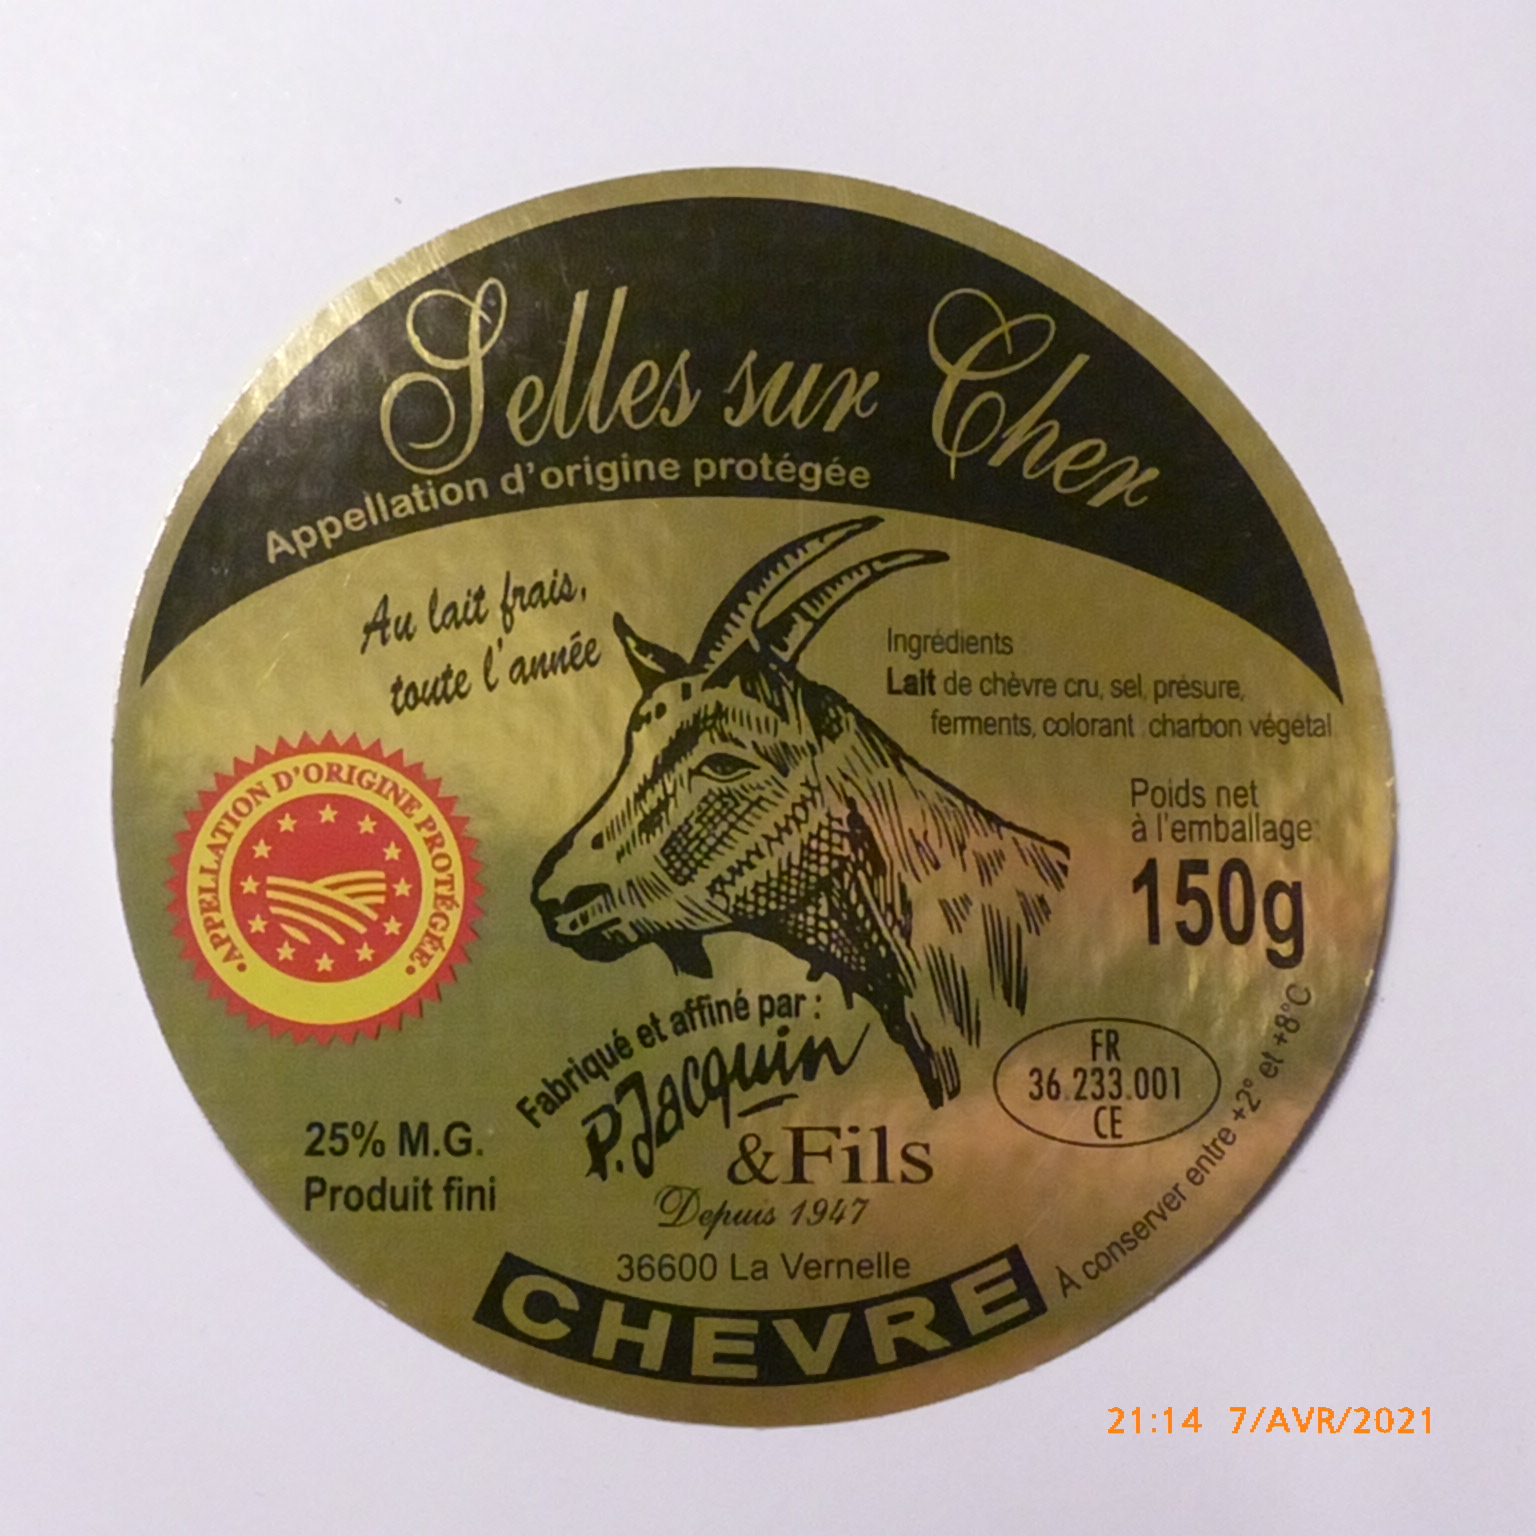 Selles sur Cher
Appellation d'origine protégée
Au lait frais,
toute l'année
Ingrédients :
Lait de chèvre cru, sel, présure,
ferments, colorant : charbon végétal
APPELLATION D'ORIGINE PROTÉGÉE
Poids net
à l'emballage:
150g
Fabriqué et affiné par :
P. Jacquin
& Fils
Depuis 1947
36600 La Vernelle
FR
36.233.001
CE
À conserver entre +2° et +8°C
25% M.G.
Produit fini
CHEVRE
21:14 7/AVR/2021